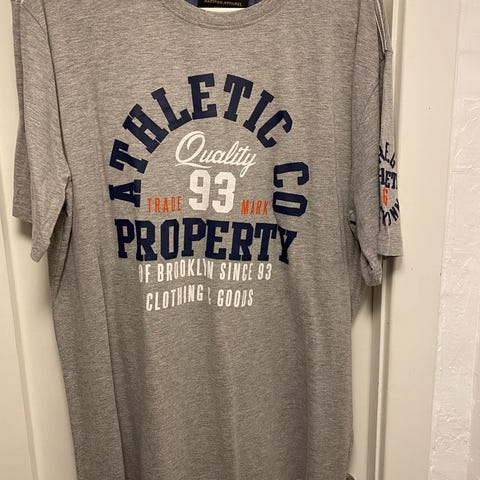 ATHLETIC CO
Quality
93
TRADE MARK
PROPERTY
OF BROOKLYN SINCE 93
CLOTHING & GOODS